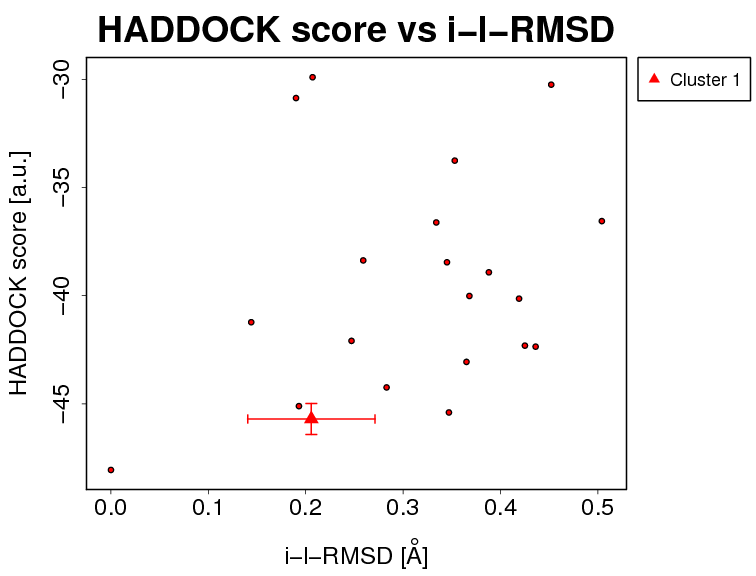 HADDOCK score vs i−l−RMSD
Cluster 1
HADDOCK score [a.u.]
−30
−35
−40
−45
0.0 0.1 0.2 0.3 0.4 0.5
i−l−RMSD [Å]